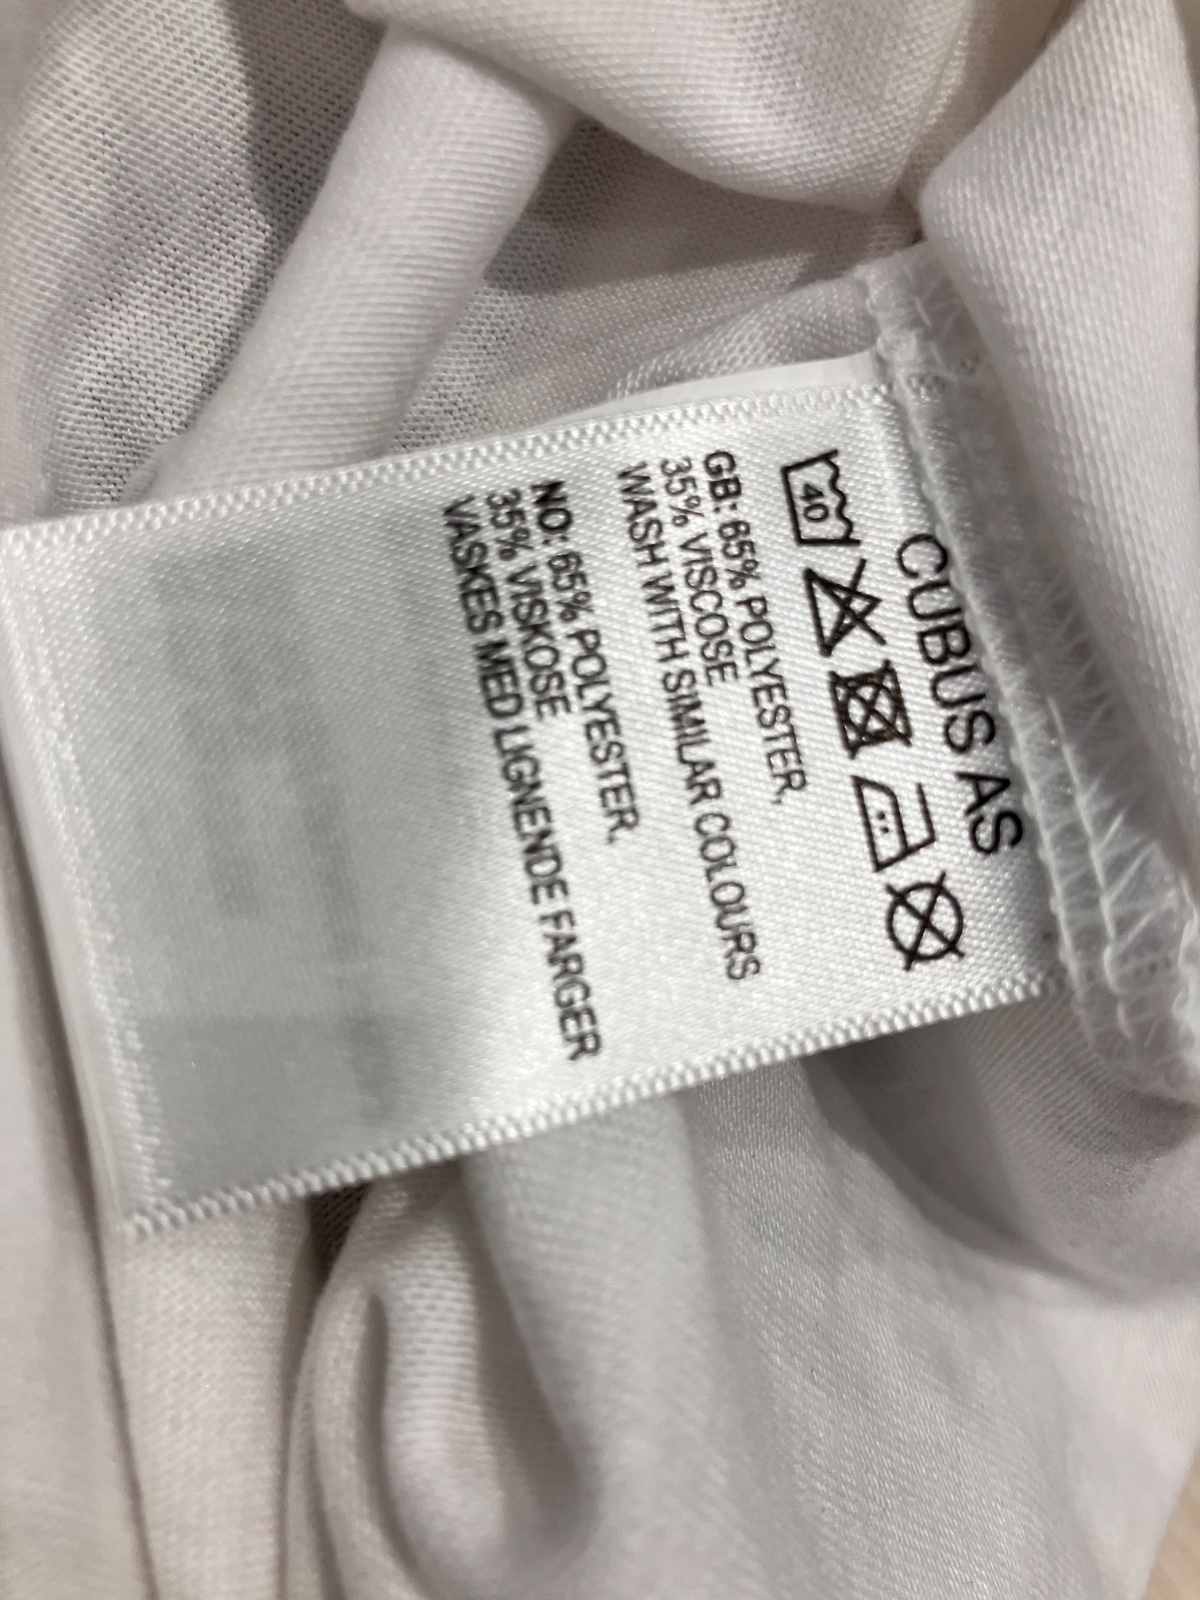 CUBUS AS
40
GB: 65% POLYESTER,
35% VISCOSE
WASH WITH SIMILAR COLOURS
NO: 65% POLYESTER.
35% VISKOSE
VASKES MED LIGNENDE FARGER